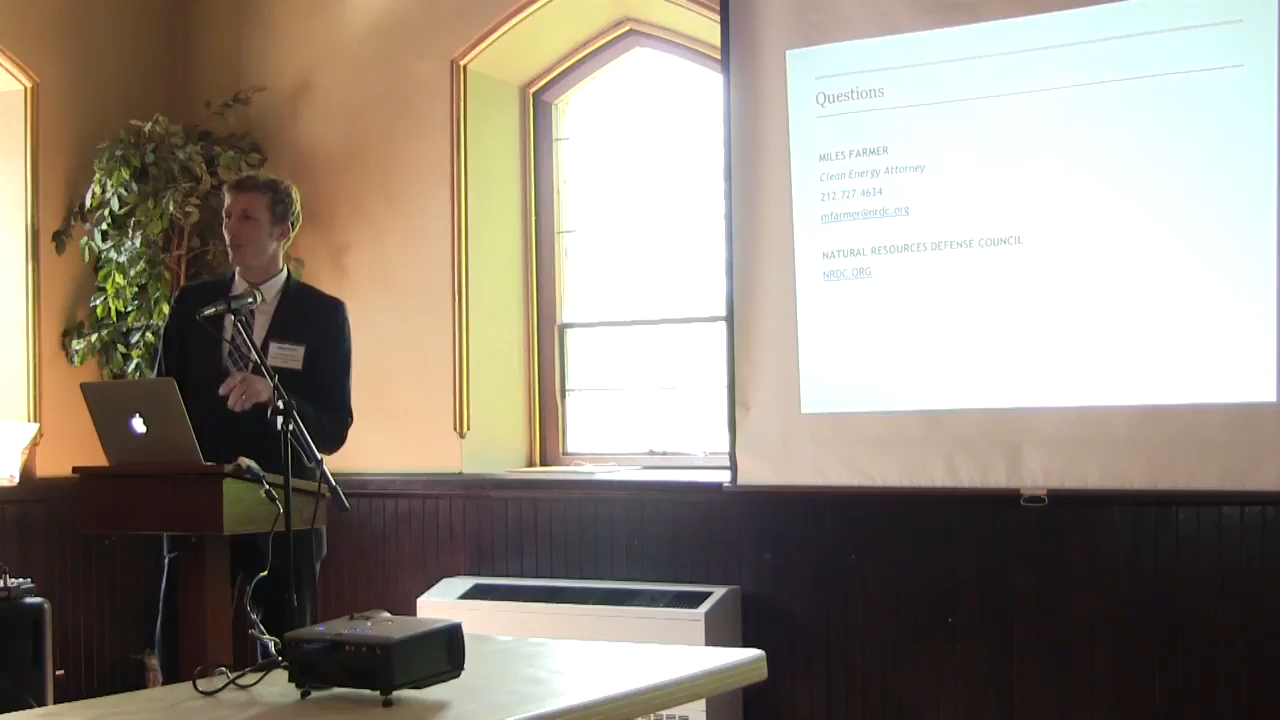 Questions
MILES FARMER
Clean Energy Attorney
212.727.4634
mfarmer@nrdc.org
NATURAL RESOURCES DEFENSE COUNCIL
NRDC.ORG